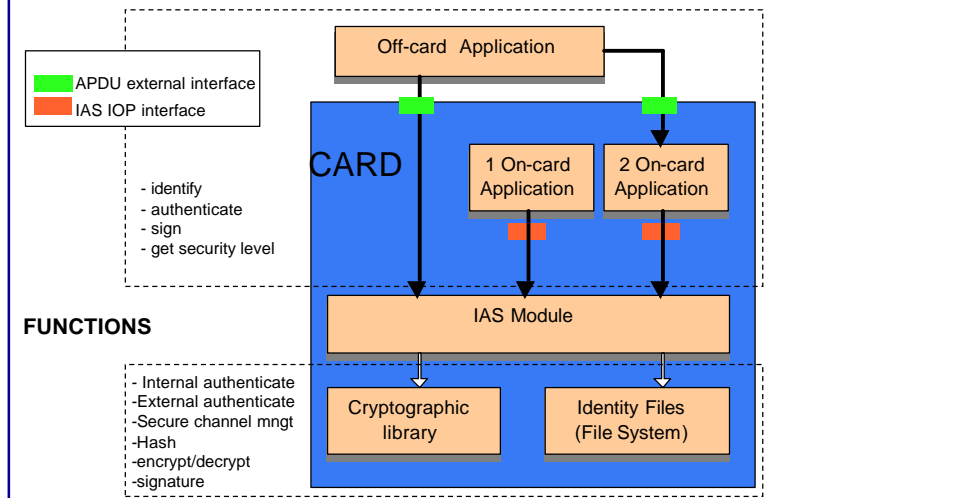 Off-card Application
APDU external interface
IAS IOP interface
CARD
1 On-card
Application
2 On-card
Application
- identify
- authenticate
- sign
- get security level
IAS Module
FUNCTIONS
- Internal authenticate
-External authenticate
-Secure channel mngt
-Hash
-encrypt/decrypt
-signature
Cryptographic
library
Identity Files
(File System)